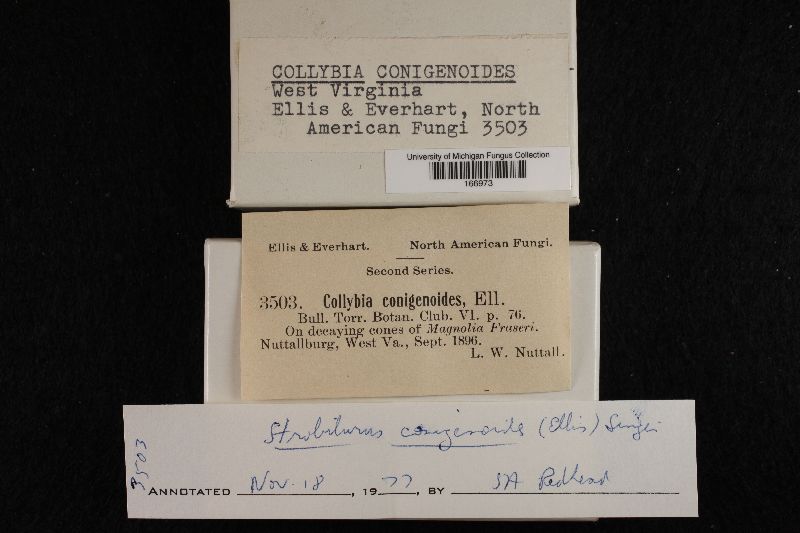 COLLYBIA CONIGENOIDES
West Virginia
Ellis & Everhart, North
American Fungi 3503
University of Michigan Fungus Collection
166973
Ellis & Everhart. North American Fungi.
Second Series.
3503. Collybia conigenoides, Ell.
Bull. Torr. Botan. Club. VI. p. 76.
On decaying cones of Magnolia Fraseri.
Nuttallburg, West Va., Sept. 1896.
L. W. Nuttall.
Strobilurus conigenoides (Ellis) Singer
3503
ANNOTATED Nov. 18, 1977, BY SA Redhead